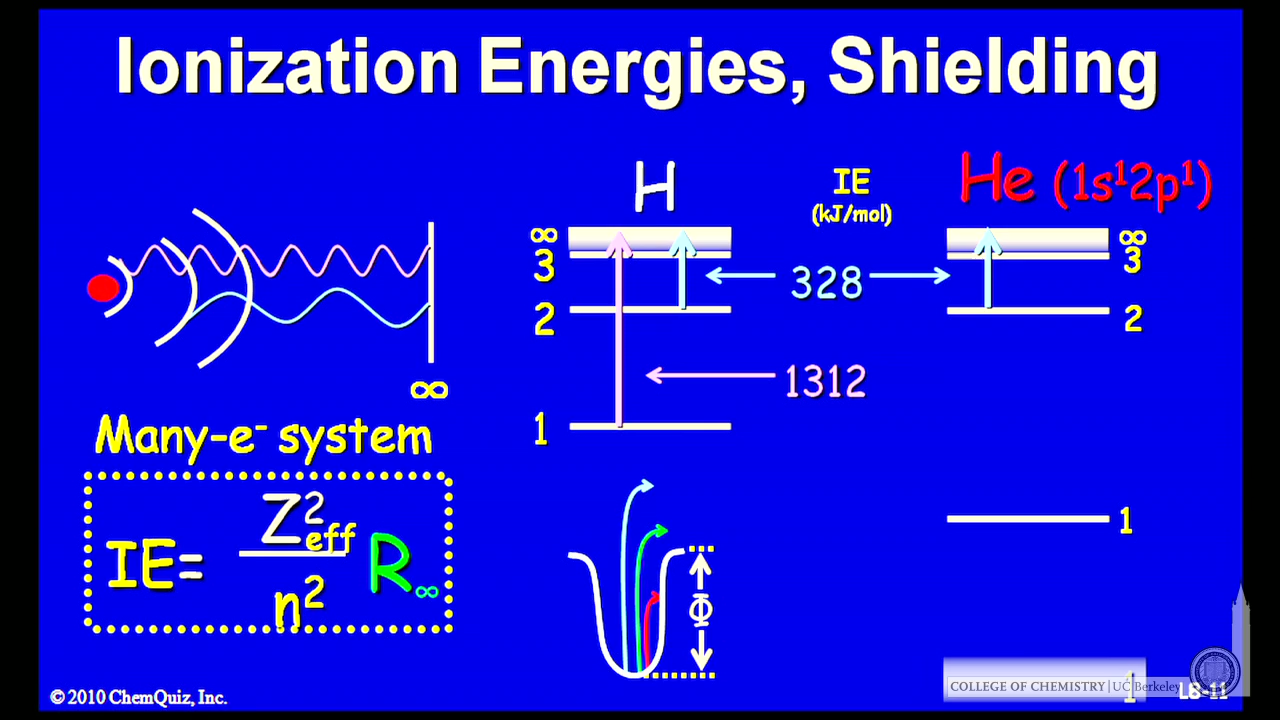 Ionization Energies, Shielding
H
IE
(kJ/mol)
He (1s¹2p¹)
∞
3
2
1
328
1312
∞
3
2
1
∞
Many-e⁻ system
IE= Z²eff / n² R∞
Φ
© 2010 ChemQuiz, Inc.
COLLEGE OF CHEMISTRY | UC Berkeley
1